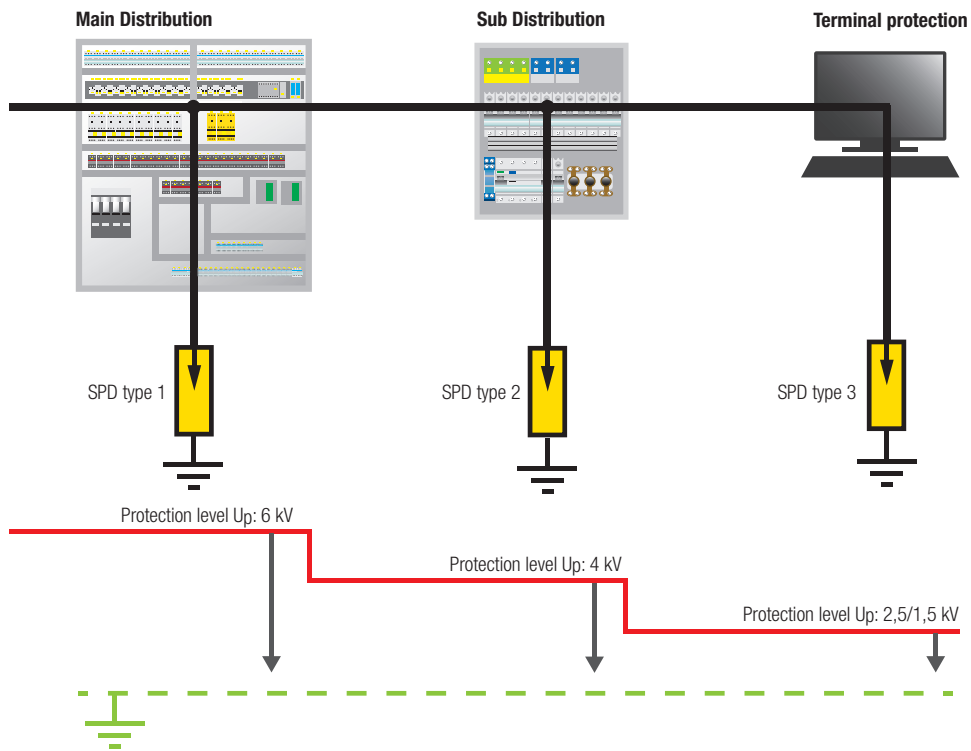 Main Distribution
Sub Distribution
Terminal protection
SPD type 1
SPD type 2
SPD type 3
Protection level Up: 6 kV
Protection level Up: 4 kV
Protection level Up: 2,5/1,5 kV